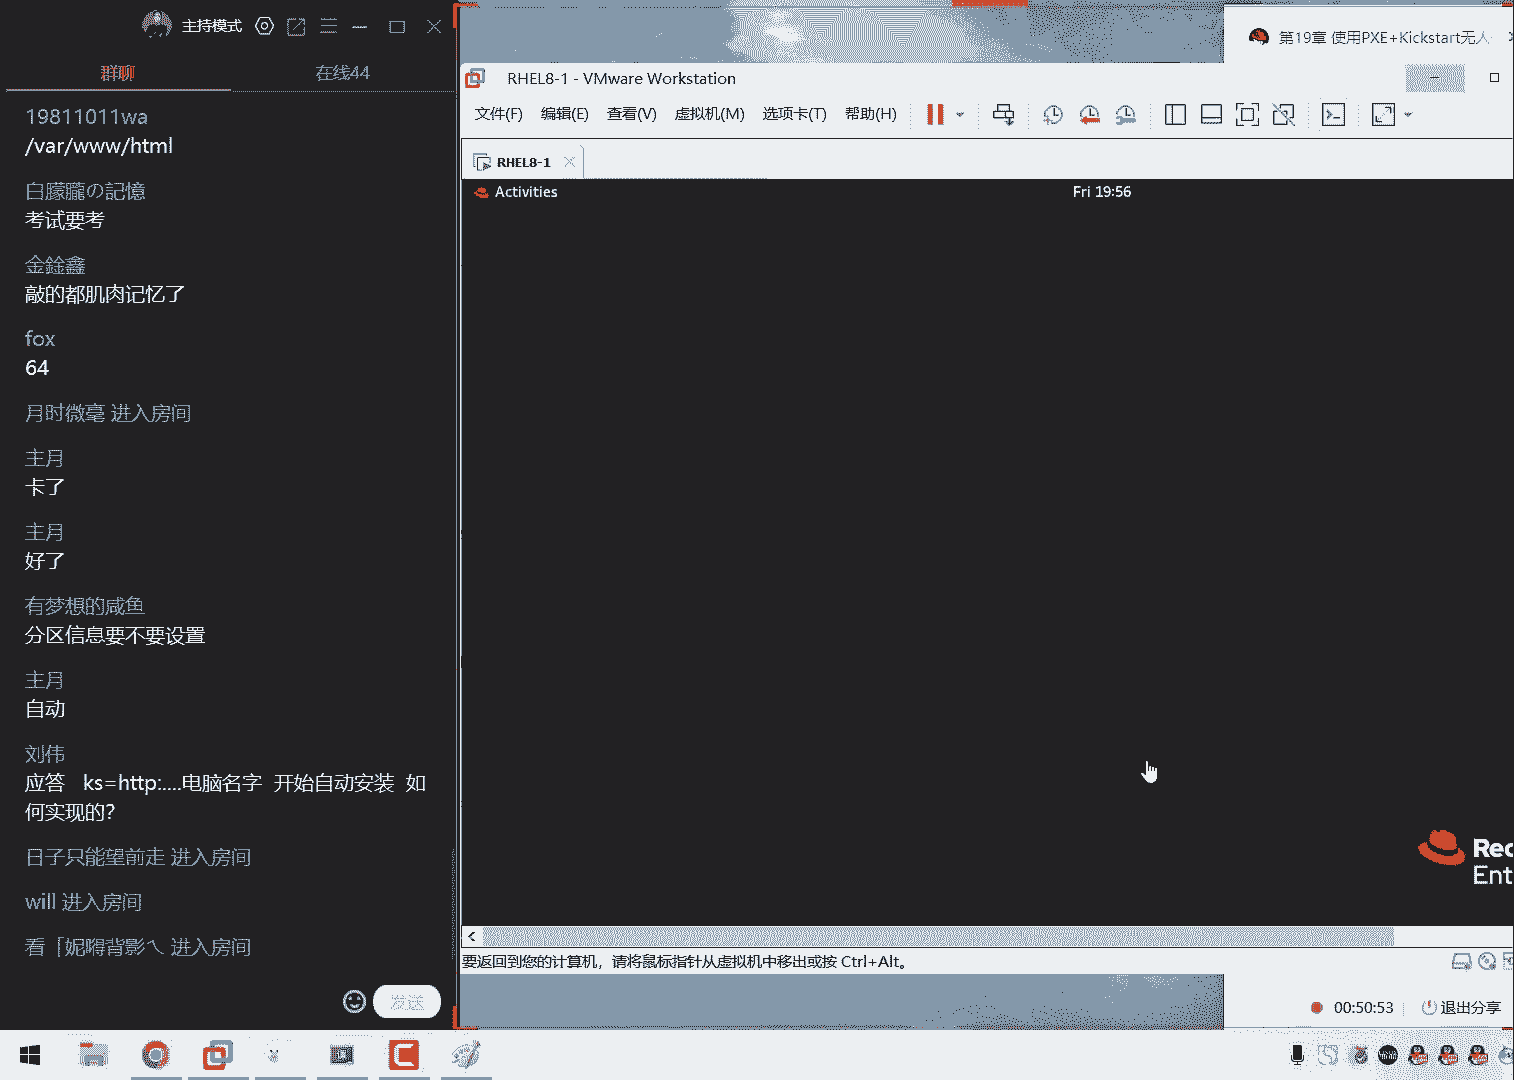 主持模式
群聊
在线44
19811011wa
/var/www/html
白朦朧の記憶
考试要考
金銓鑫
敲的都肌肉记忆了
fox
64
月时微毫 进入房间
主月
卡了
主月
好了
有梦想的咸鱼
分区信息要不要设置
主月
自动
刘伟
应答 ks=http:....电脑名字 开始自动安装 如
何实现的?
日子只能望前走 进入房间
will 进入房间
背影乀 进入房间
发送
第19章 使用PXE+Kickstart无人
RHEL8-1 - VMware Workstation
文件(F) 编辑(E) 查看(V) 虚拟机(M) 选项卡(T) 帮助(H)
RHEL8-1
Activities
Fri 19:56
Rec
Ent
要返回到您的计算机，请将鼠标指针从虚拟机中移出或按 Ctrl+Alt。
00:50:53
退出分享